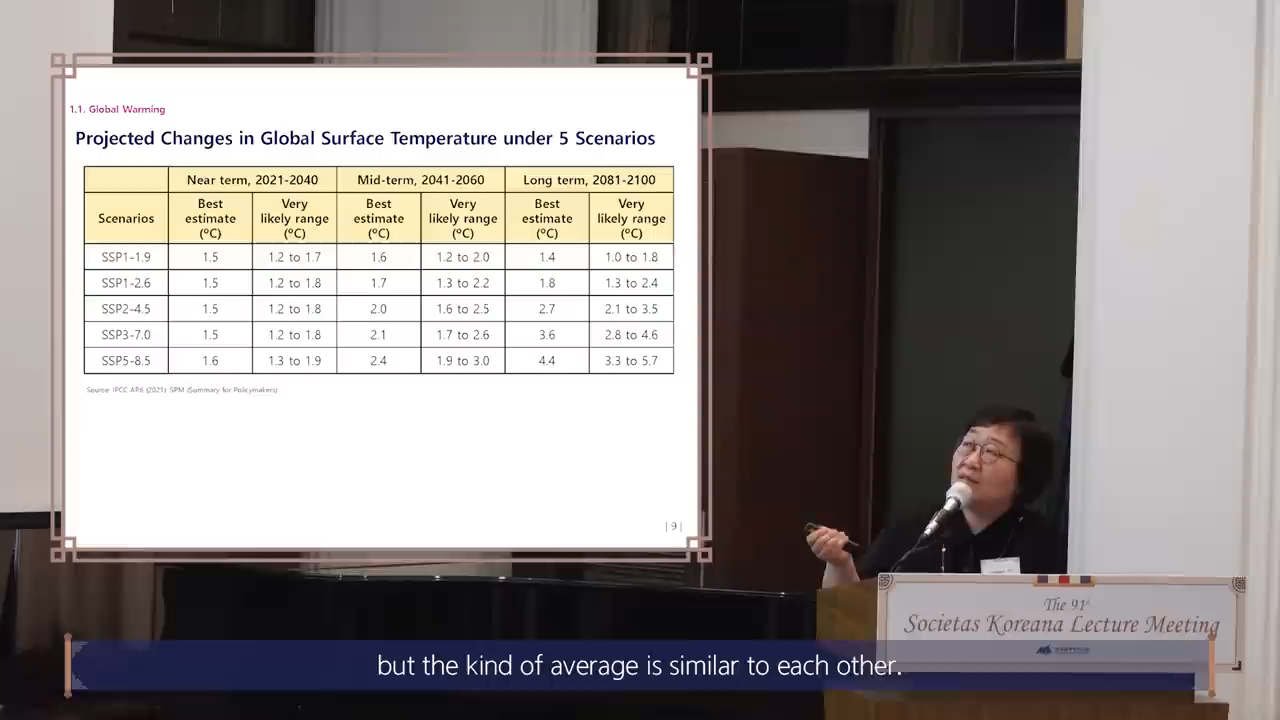 1.1. Global Warming
Projected Changes in Global Surface Temperature under 5 Scenarios
Near term, 2021-2040 Mid-term, 2041-2060 Long term, 2081-2100
Scenarios Best estimate (⁰C) Very likely range (⁰C) Best estimate (⁰C) Very likely range (⁰C) Best estimate (⁰C) Very likely range (⁰C)
SSP1-1.9 1.5 1.2 to 1.7 1.6 1.2 to 2.0 1.4 1.0 to 1.8
SSP1-2.6 1.5 1.2 to 1.8 1.7 1.3 to 2.2 1.8 1.3 to 2.4
SSP2-4.5 1.5 1.2 to 1.8 2.0 1.6 to 2.5 2.7 2.1 to 3.5
SSP3-7.0 1.5 1.2 to 1.8 2.1 1.7 to 2.6 3.6 2.8 to 4.6
SSP5-8.5 1.6 1.3 to 1.9 2.4 1.9 to 3.0 4.4 3.3 to 5.7
Source: IPCC AR6 (2021) SPM (Summary for Policymakers)
| 9 |
The 91st
Societas Koreana Lecture Meeting
but the kind of average is similar to each other.